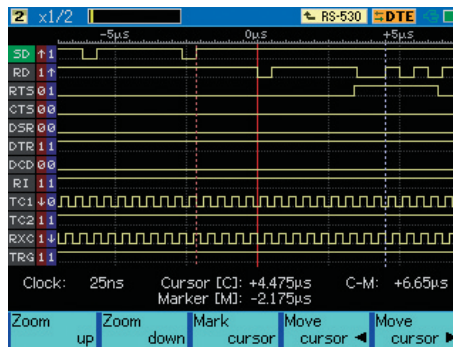 2 x1/2 RS-530 DTE
-5µs 0µs +5µs
SD ↑ 1
RD 1 ↑
RTS 0 1
CTS 0 0
DSR 0 0
DTR 1 1
DCD 0 0
RI 1 1
TC1 ↓ 0
TC2 1 1
RXC 1 ↓
TRG 1 1
Clock: 25ns Cursor [C]: +4.475µs C-M: +6.65µs
Marker [M]: -2.175µs
Zoom up Zoom down Mark cursor Move cursor ◄ Move cursor ►